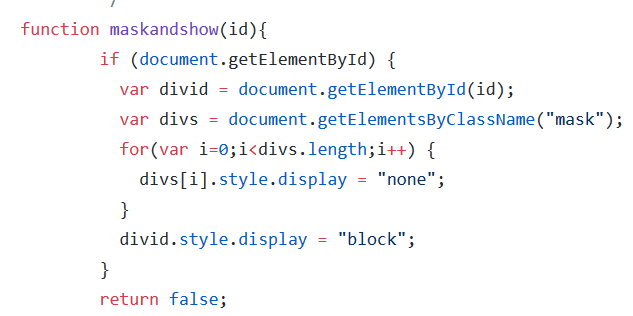 function maskandshow(id){
if (document.getElementById) {
var divid = document.getElementById(id);
var divs = document.getElementsByClassName("mask");
for(var i=0;i<divs.length;i++) {
divs[i].style.display = "none";
}
divid.style.display = "block";
}
return false;